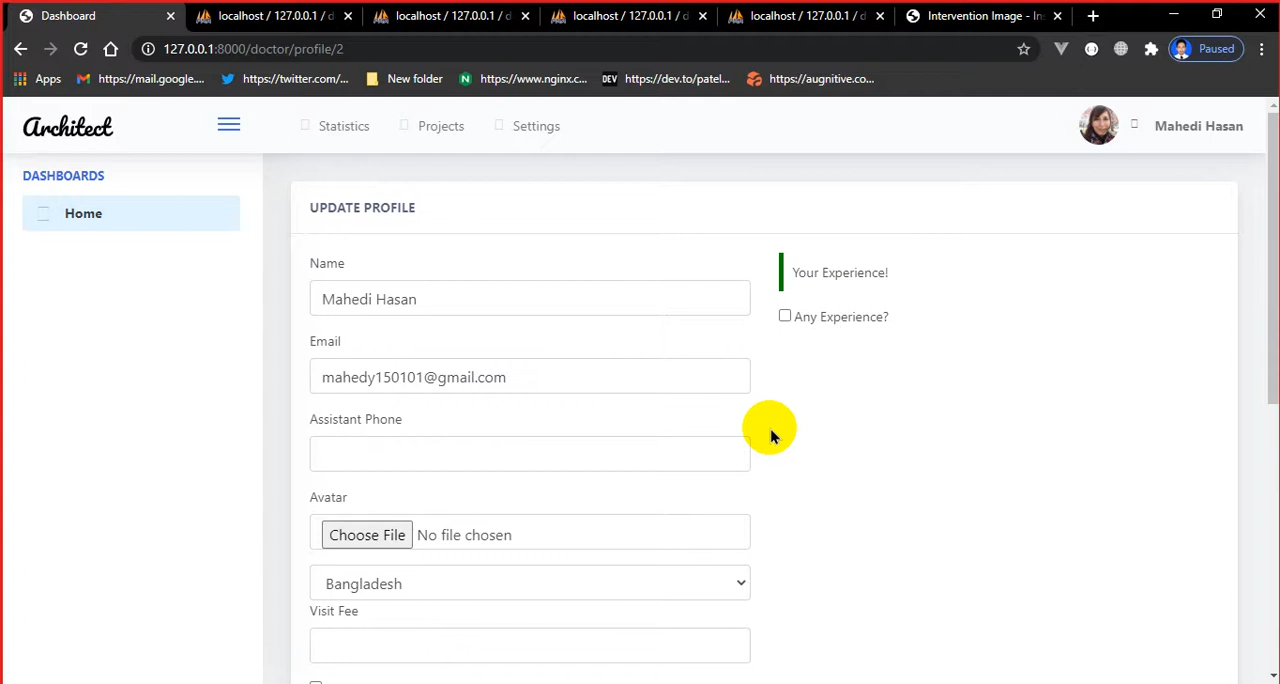 Dashboard
localhost / 127.0.0.1 / d
localhost / 127.0.0.1 / d
localhost / 127.0.0.1 / d
localhost / 127.0.0.1 / d
Intervention Image - Ins
127.0.0.1:8000/doctor/profile/2
Paused
Apps
https://mail.google....
https://twitter.com/...
New folder
https://www.nginx.c...
DEV
https://dev.to/patel...
https://augnitive.co...
Architect
Statistics
Projects
Settings
Mahedi Hasan
DASHBOARDS
Home
UPDATE PROFILE
Name
Mahedi Hasan
Email
mahedy150101@gmail.com
Assistant Phone
Avatar
Choose File No file chosen
Bangladesh
Visit Fee
Your Experience!
Any Experience?